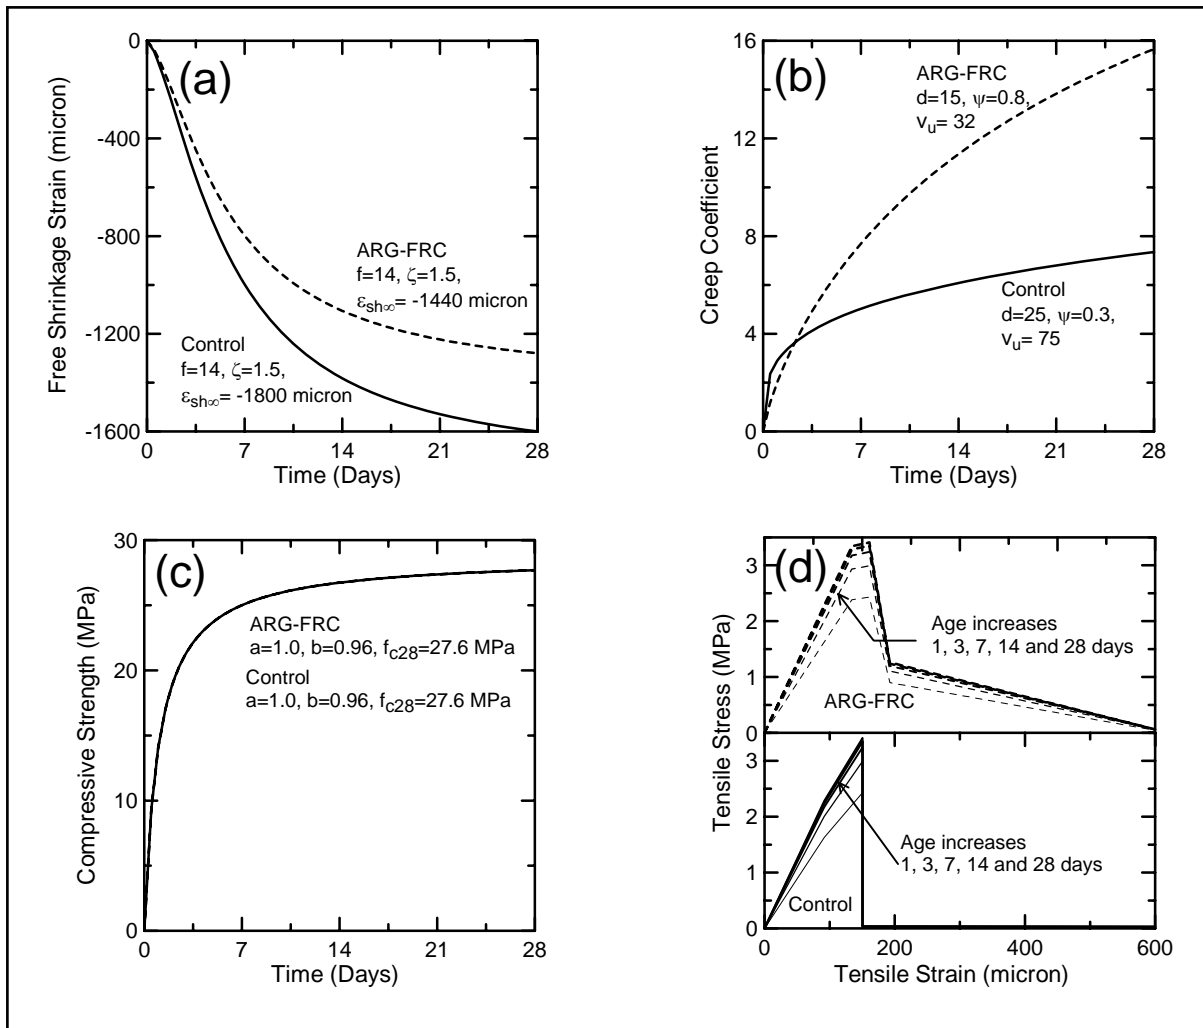 (a)
Free Shrinkage Strain (micron)
0
-400
-800
-1200
-1600
ARG-FRC
f=14, ζ=1.5,
εsh∞= -1440 micron
Control
f=14, ζ=1.5,
εsh∞= -1800 micron
0 7 14 21 28
Time (Days)
(b)
Creep Coefficient
16
12
8
4
0
ARG-FRC
d=15, ψ=0.8,
vu= 32
Control
d=25, ψ=0.3,
vu= 75
0 7 14 21 28
Time (Days)
(c)
Compressive Strength (MPa)
30
20
10
0
ARG-FRC
a=1.0, b=0.96, fc28=27.6 MPa
Control
a=1.0, b=0.96, fc28=27.6 MPa
0 7 14 21 28
Time (Days)
(d)
Tensile Stress (MPa)
3
2
1
0
Age increases
1, 3, 7, 14 and 28 days
ARG-FRC
3
2
1
0
Age increases
1, 3, 7, 14 and 28 days
Control
0 200 400 600
Tensile Strain (micron)